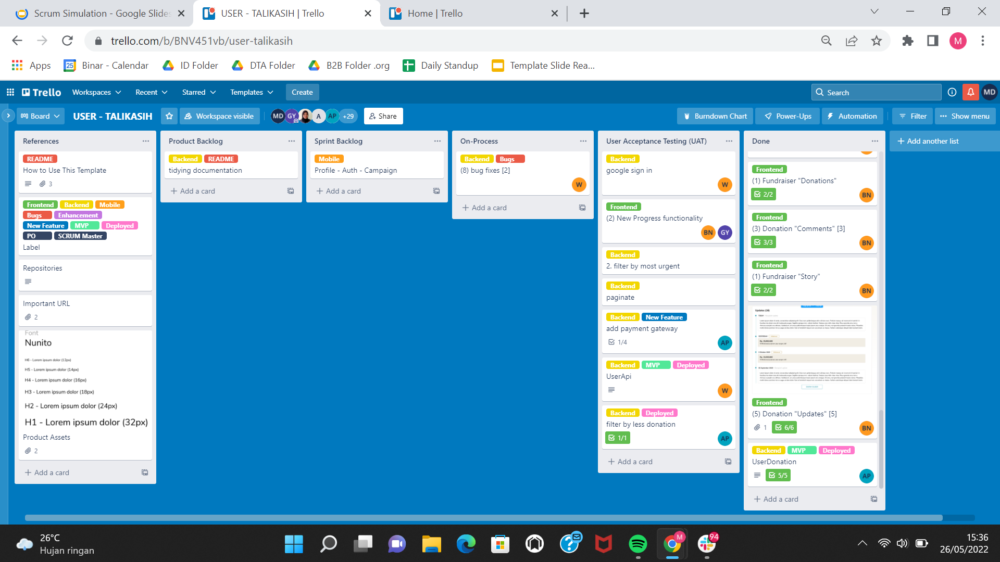 Scrum Simulation - Google Slides
USER - TALIKASIH | Trello
Home | Trello
trello.com/b/BNV451vb/user-talikasih
M
Apps
25
Binar - Calendar
ID Folder
DTA Folder
B2B Folder .org
Daily Standup
Template Slide Rea...
Trello
Workspaces
Recent
Starred
Templates
Create
Search
MD
Board
USER - TALIKASIH
Workspace visible
MD
GY
A
AP
+29
Share
Burndown Chart
Power-Ups
Automation
Filter
Show menu
References
README
How to Use This Template
3
Frontend Backend Mobile
Bugs Enhancement
New Feature MVP Deployed
PO SCRUM Master
Label
Repositories
Important URL
2
Font
Nunito
H6 - Lorem ipsum dolor (12px)
H5 - Lorem ipsum dolor (14px)
H4 - Lorem ipsum dolor (16px)
H3 - Lorem ipsum dolor (18px)
H2 - Lorem ipsum dolor (24px)
H1 - Lorem ipsum dolor (32px)
Product Assets
2
+ Add a card
Product Backlog
Backend README
tidying documentation
+ Add a card
Sprint Backlog
Mobile
Profile - Auth - Campaign
+ Add a card
On-Process
Backend Bugs
(8) bug fixes [2]
W
+ Add a card
User Acceptance Testing (UAT)
Backend
google sign in
W
Frontend
(2) New Progress functionality
BN GY
Backend
2. filter by most urgent
Backend
paginate
Backend New Feature
add payment gateway
1/4
AP
Backend MVP Deployed
UserApi
W
Backend Deployed
filter by less donation
1/1
AP
+ Add a card
Done
Frontend
(1) Fundraiser "Donations"
2/2
BN
Frontend
(3) Donation "Comments" [3]
3/3
BN
Frontend
(1) Fundraiser "Story"
2/2
BN
Updates (16)
Frontend
(5) Donation "Updates" [5]
1 6/6
BN
Backend MVP Deployed
UserDonation
5/5
AP
+ Add a card
+ Add another list
26°C
Hujan ringan
M
94
15:36
26/05/2022